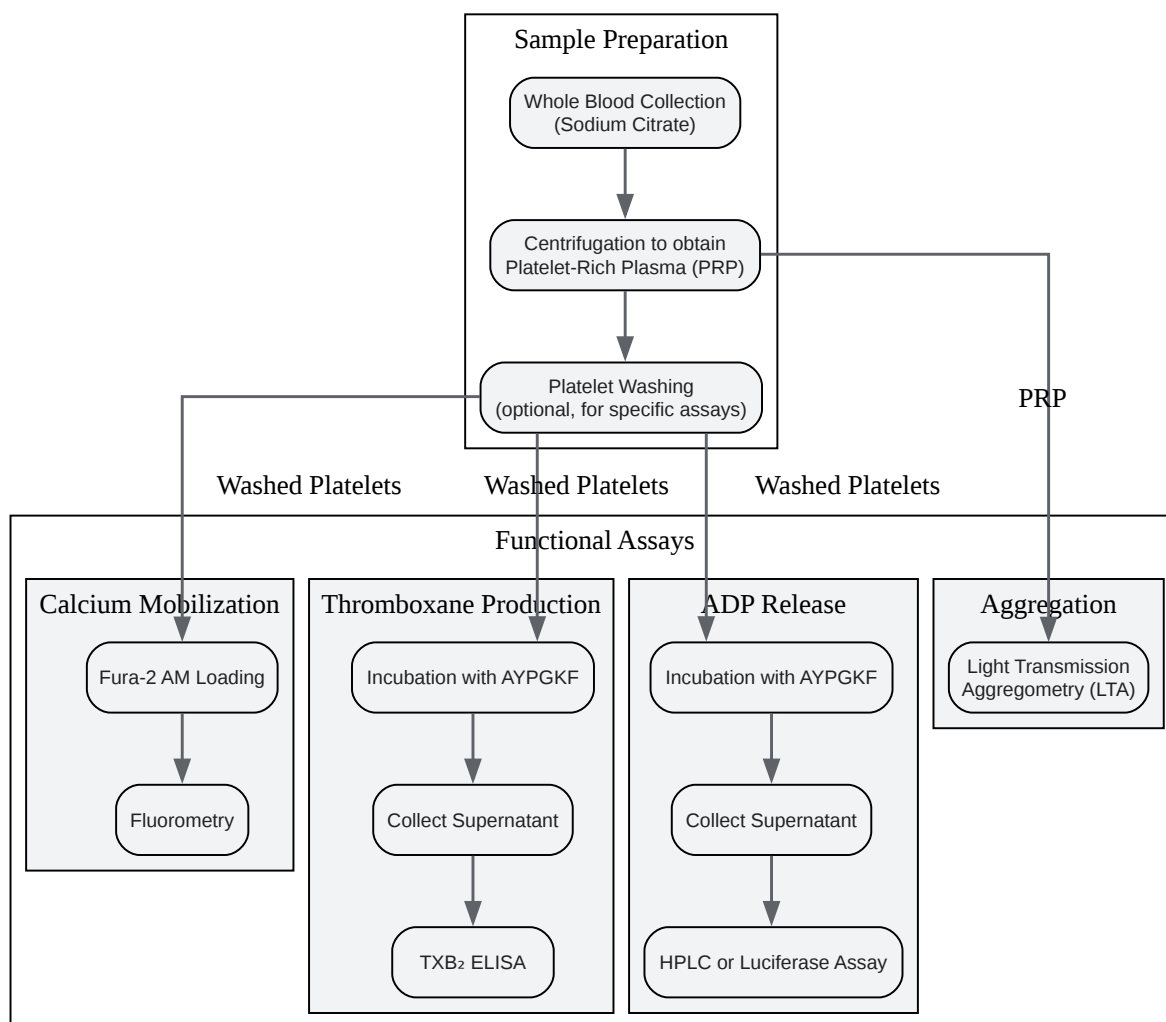 Sample Preparation
Whole Blood Collection
(Sodium Citrate)
Centrifugation to obtain
Platelet-Rich Plasma (PRP)
Platelet Washing
(optional, for specific assays)
PRP
Washed Platelets
Washed Platelets
Washed Platelets
Functional Assays
Calcium Mobilization
Fura-2 AM Loading
Fluorometry
Thromboxane Production
Incubation with AYPGKF
Collect Supernatant
TXB₂ ELISA
ADP Release
Incubation with AYPGKF
Collect Supernatant
HPLC or Luciferase Assay
Aggregation
Light Transmission
Aggregometry (LTA)